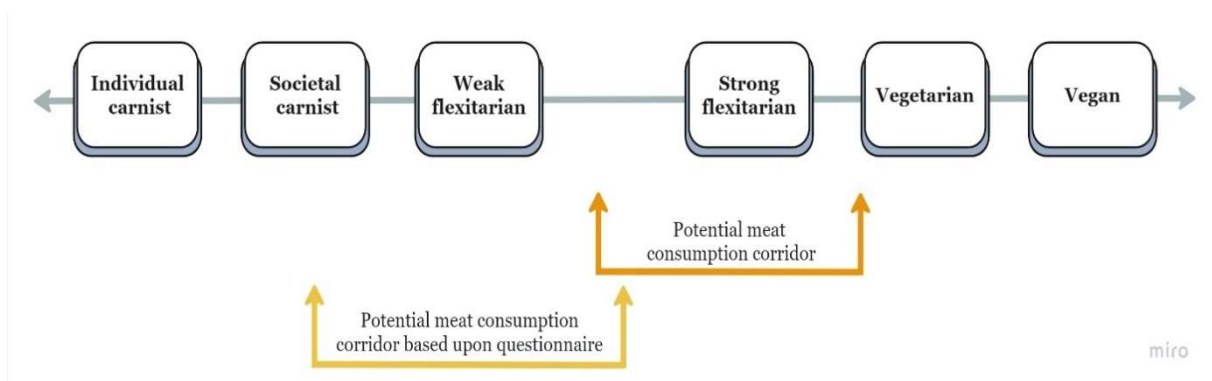 Individual
carnist
Societal
carnist
Weak
flexitarian
Strong
flexitarian
Vegetarian
Vegan
Potential meat
consumption corridor
Potential meat consumption
corridor based upon questionnaire
miro